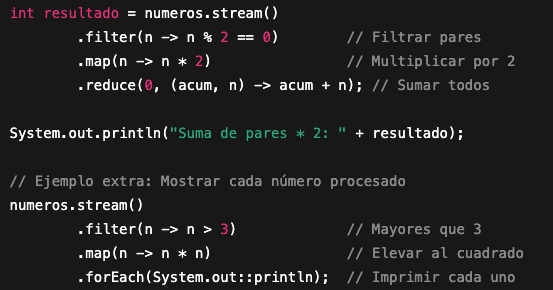 int resultado = numeros.stream()
        .filter(n -> n % 2 == 0)        // Filtrar pares
        .map(n -> n * 2)                // Multiplicar por 2
        .reduce(0, (acum, n) -> acum + n); // Sumar todos

System.out.println("Suma de pares * 2: " + resultado);

// Ejemplo extra: Mostrar cada número procesado
numeros.stream()
        .filter(n -> n > 3)             // Mayores que 3
        .map(n -> n * n)                // Elevar al cuadrado
        .forEach(System.out::println);  // Imprimir cada uno